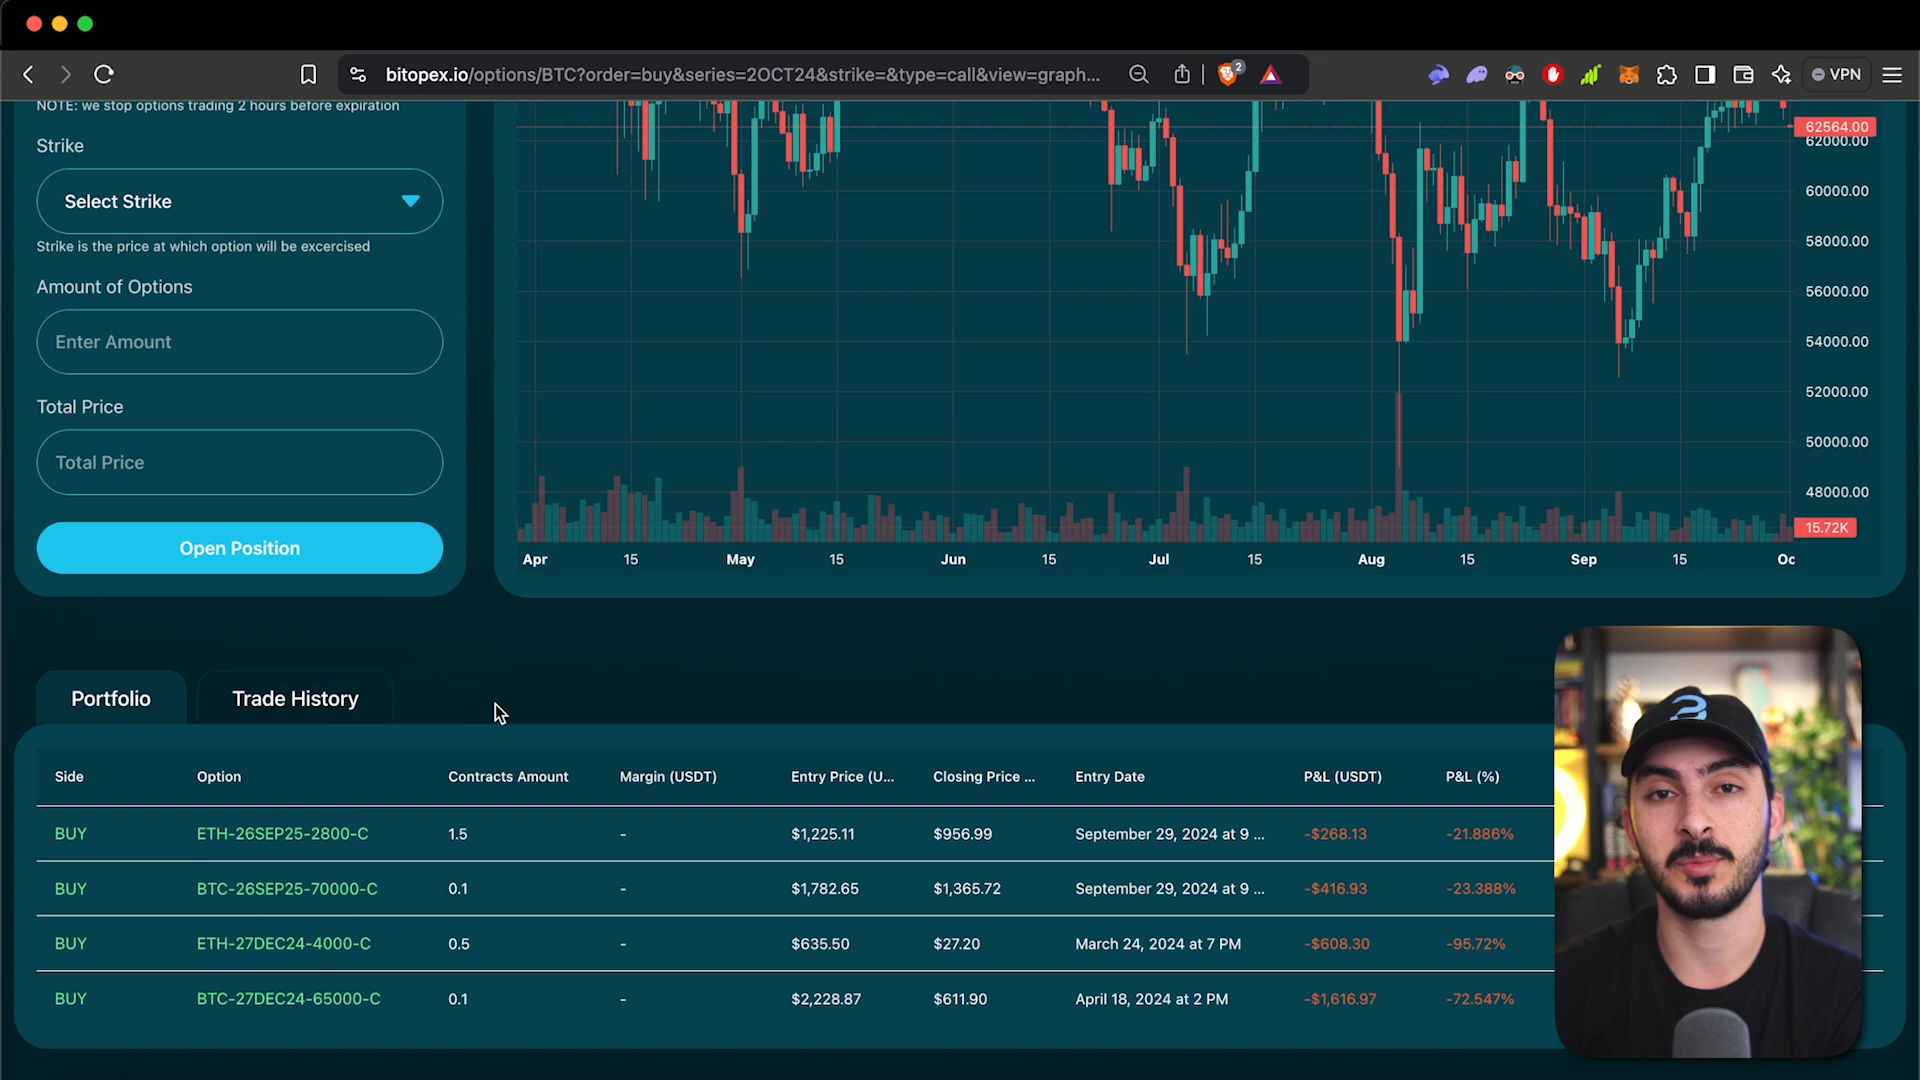 bitopex.io/options/BTC?order=buy&series=2OCT24&strike=&type=call&view=graph...
2
VPN
NOTE: we stop options trading 2 hours before expiration
Strike
Select Strike
Strike is the price at which option will be excercised
Amount of Options
Enter Amount
Total Price
Total Price
Open Position
62564.00
62000.00
60000.00
58000.00
56000.00
54000.00
52000.00
50000.00
48000.00
15.72K
Apr 15 May 15 Jun 15 Jul 15 Aug 15 Sep 15 Oc
Portfolio Trade History
Side Option Contracts Amount Margin (USDT) Entry Price (U... Closing Price ... Entry Date P&L (USDT) P&L (%)
BUY ETH-26SEP25-2800-C 1.5 - $1,225.11 $956.99 September 29, 2024 at 9 ... -$268.13 -21.886%
BUY BTC-26SEP25-70000-C 0.1 - $1,782.65 $1,365.72 September 29, 2024 at 9 ... -$416.93 -23.388%
BUY ETH-27DEC24-4000-C 0.5 - $635.50 $27.20 March 24, 2024 at 7 PM -$608.30 -95.72%
BUY BTC-27DEC24-65000-C 0.1 - $2,228.87 $611.90 April 18, 2024 at 2 PM -$1,616.97 -72.547%